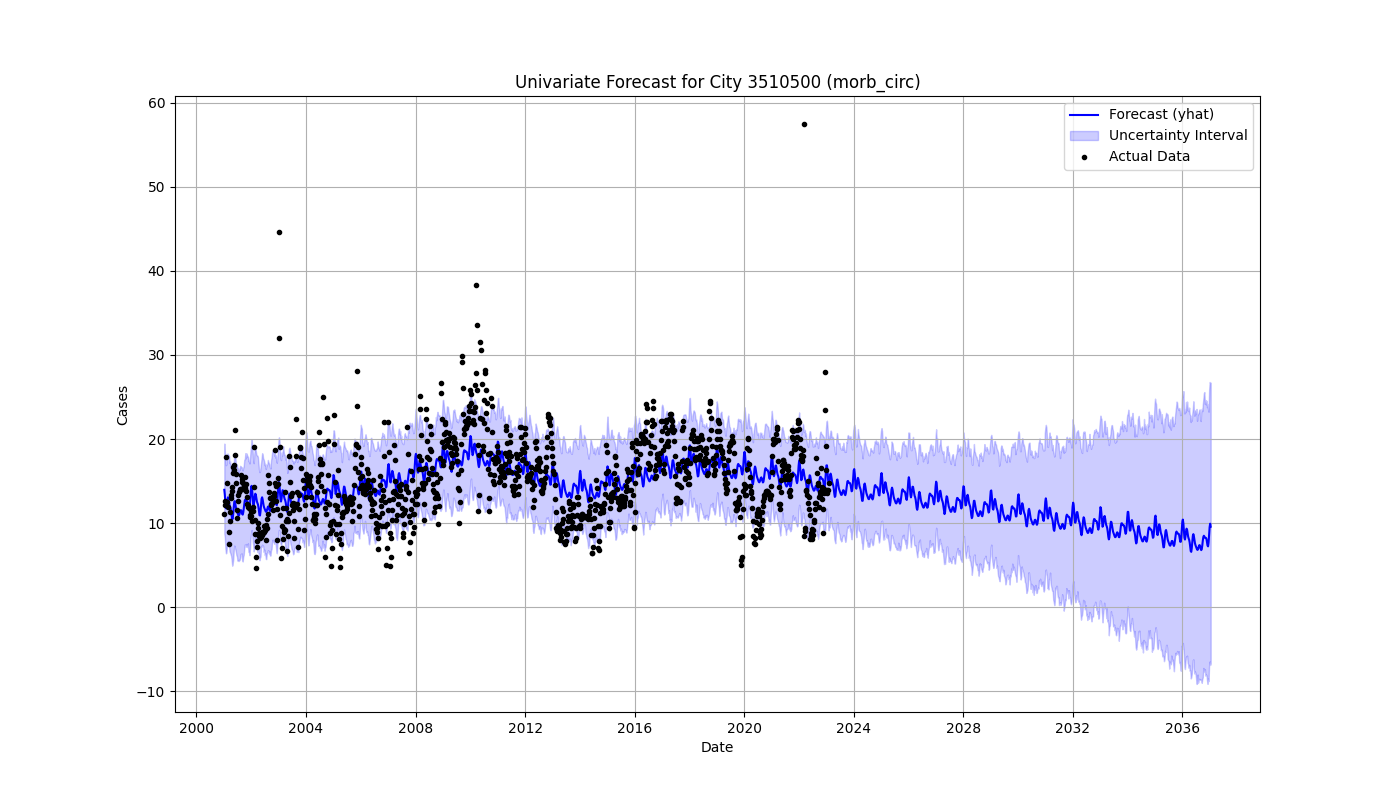 Univariate Forecast for City 3510500 (morb_circ)
Forecast (yhat)
Uncertainty Interval
Actual Data
Cases
60
50
40
30
20
10
0
−10
2000 2004 2008 2012 2016 2020 2024 2028 2032 2036
Date